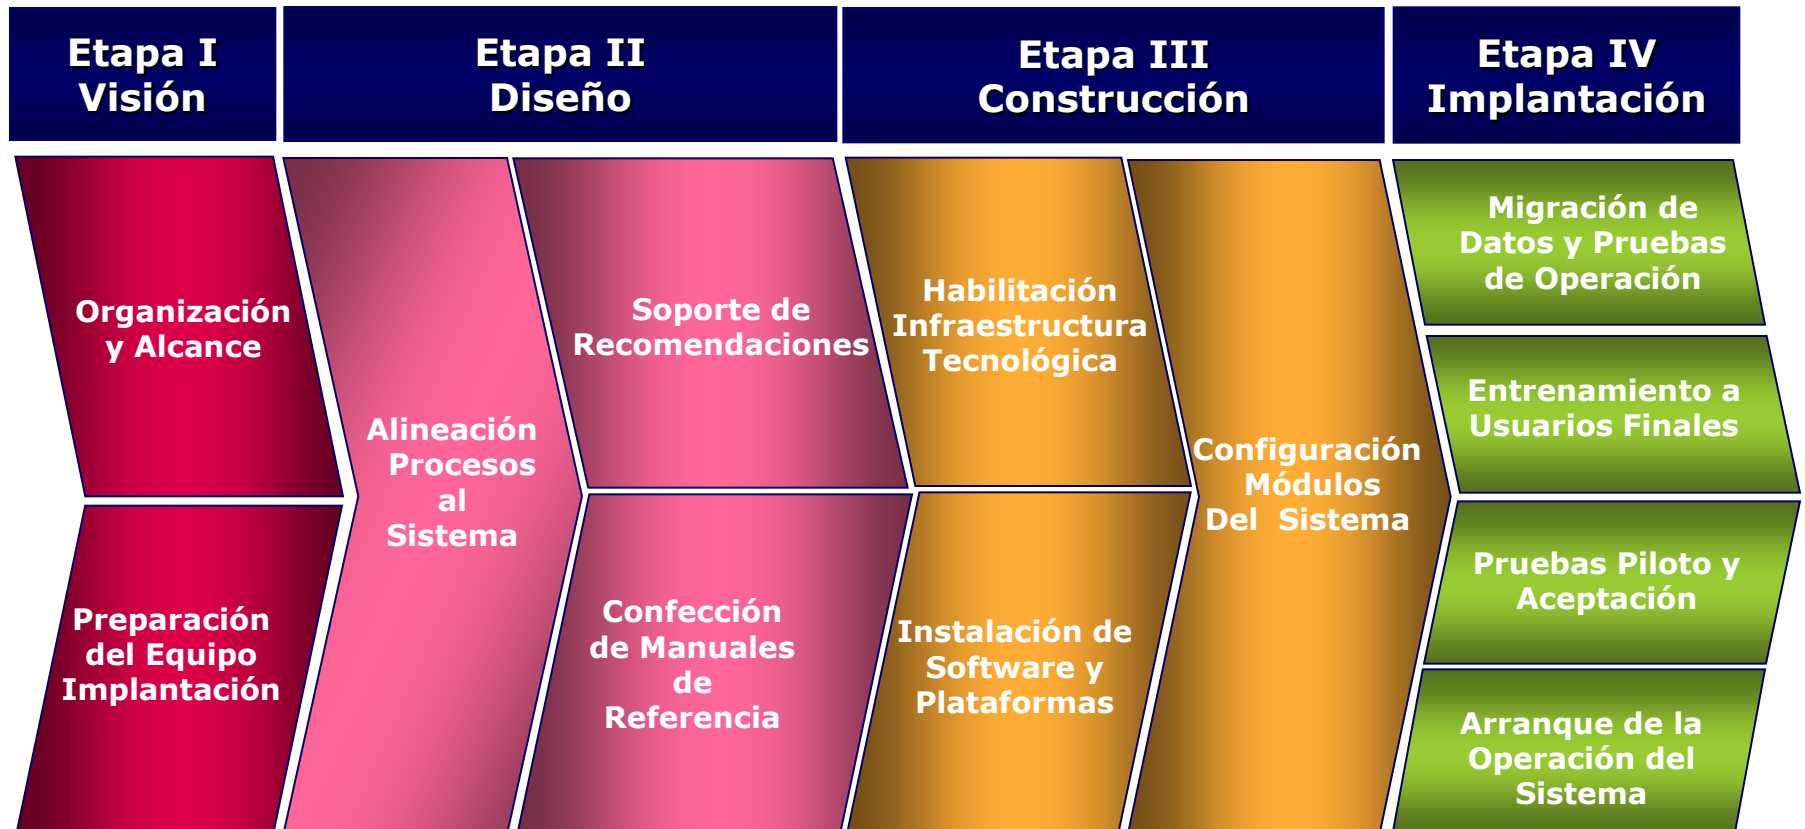 Etapa I
Visión
Etapa II
Diseño
Etapa III
Construcción
Etapa IV
Implantación
Organización
y Alcance
Preparación
del Equipo
Implantación
Alineación
Procesos
al
Sistema
Soporte de
Recomendaciones
Confección
de Manuales
de
Referencia
Habilitación
Infraestructura
Tecnológica
Instalación de
Software y
Plataformas
Configuración
Módulos
Del  Sistema
Migración de
Datos y Pruebas
de Operación
Entrenamiento a
Usuarios Finales
Pruebas Piloto y
Aceptación
Arranque de la
Operación del
Sistema